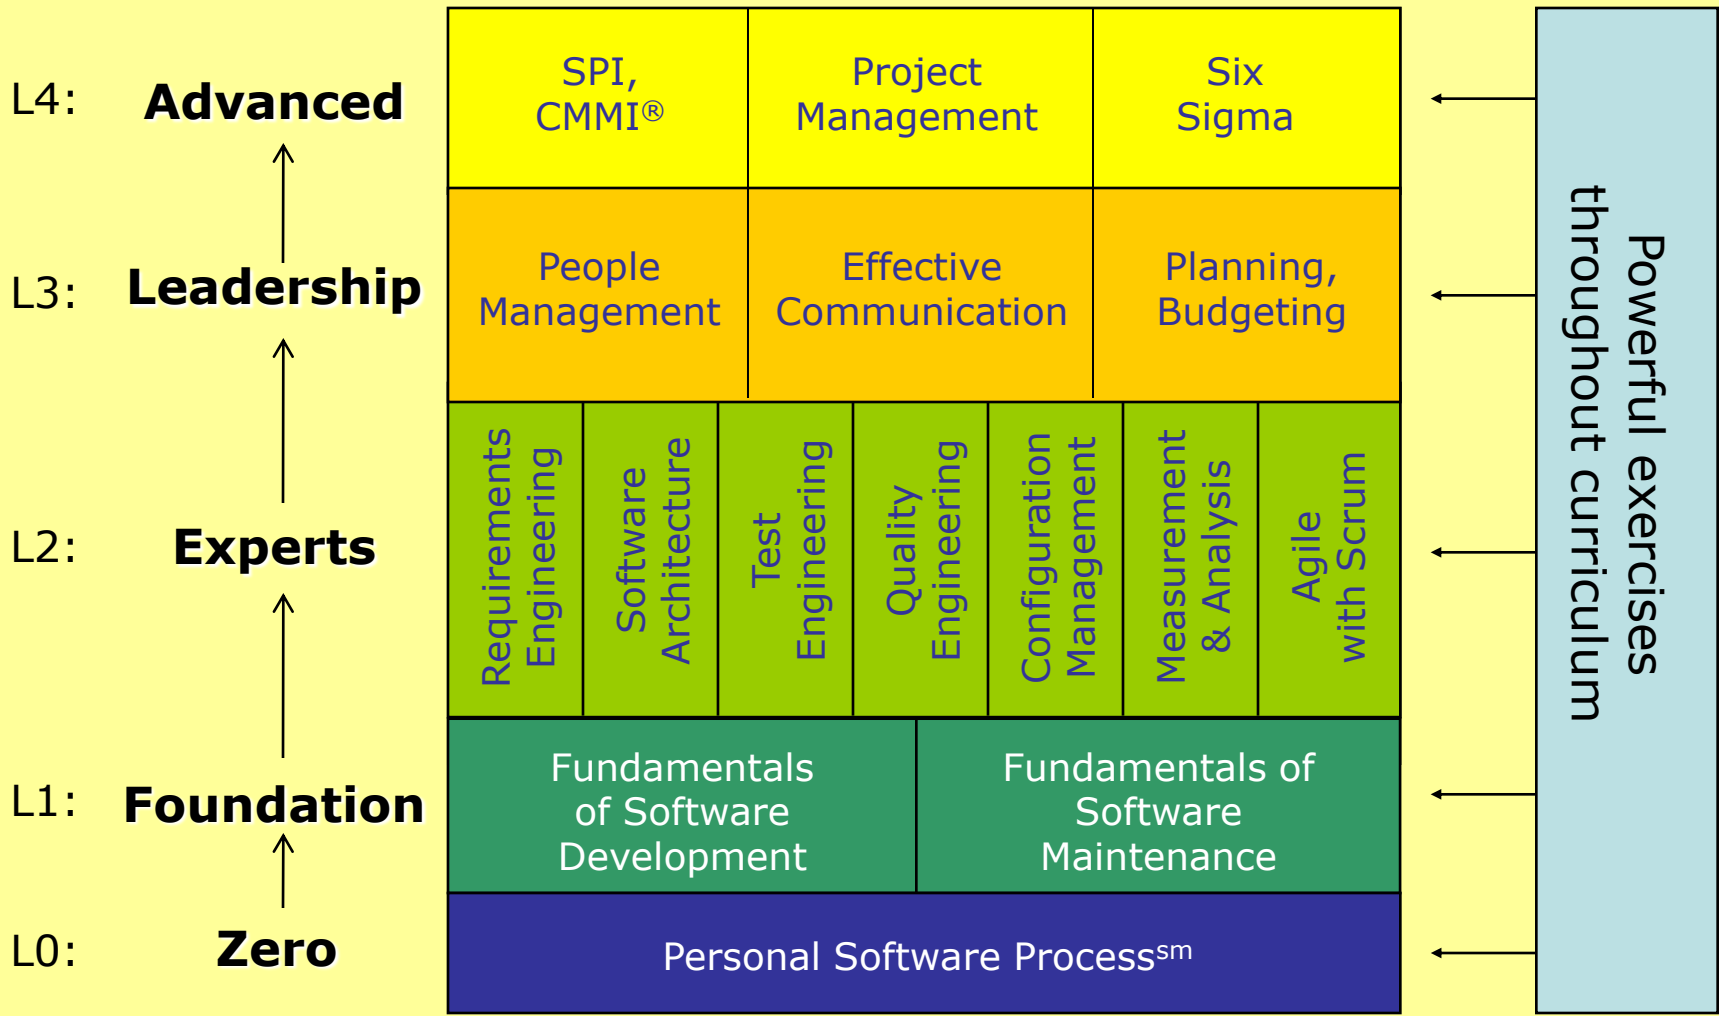 L4: Advanced
SPI,
CMMI®
Project
Management
Six
Sigma
L3: Leadership
People
Management
Effective
Communication
Planning,
Budgeting
L2: Experts
Requirements
Engineering
Software
Architecture
Test
Engineering
Quality
Engineering
Configuration
Management
Measurement
& Analysis
Agile
with Scrum
L1: Foundation
Fundamentals
of Software
Development
Fundamentals of
Software
Maintenance
L0: Zero
Personal Software Processsm
Powerful exercises
throughout curriculum